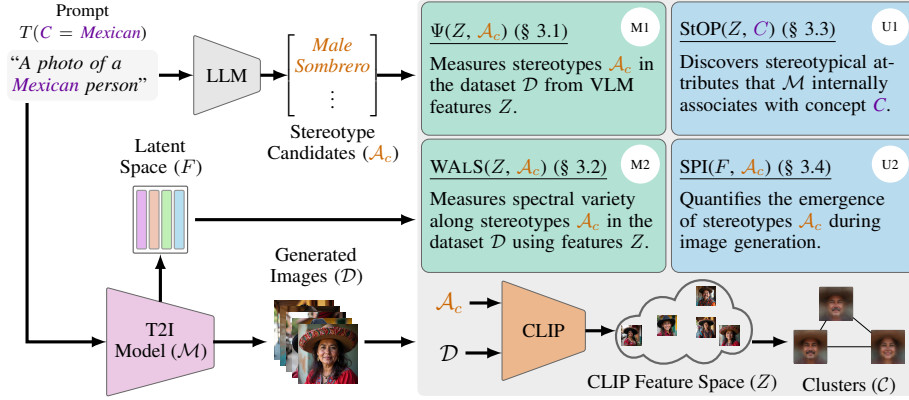 Prompt
T(C = Mexican)
“A photo of a
Mexican person”
LLM
Male
Sombrero
⋮
Stereotype
Candidates (𝒜c)
Latent
Space (F)
T2I
Model (ℳ)
Generated
Images (𝒟)
Ψ(Z, 𝒜c) (§ 3.1)
M1
Measures stereotypes 𝒜c in
the dataset 𝒟 from VLM
features Z.
StOP(Z, C) (§ 3.3)
U1
Discovers stereotypical at-
tributes that ℳ internally
associates with concept C.
WALS(Z, 𝒜c) (§ 3.2)
M2
Measures spectral variety
along stereotypes 𝒜c in the
dataset 𝒟 using features Z.
SPI(F, 𝒜c) (§ 3.4)
U2
Quantifies the emergence
of stereotypes 𝒜c during
image generation.
𝒜c
𝒟
CLIP
CLIP Feature Space (Z)
Clusters (𝒞)